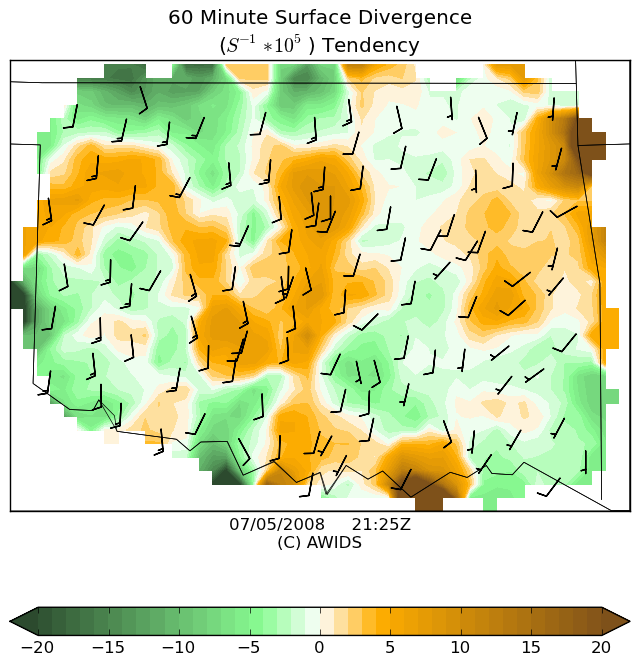 60 Minute Surface Divergence
(S⁻¹ *10⁵ ) Tendency
07/05/2008 21:25Z
(C) AWIDS
−20 −15 −10 −5 0 5 10 15 20